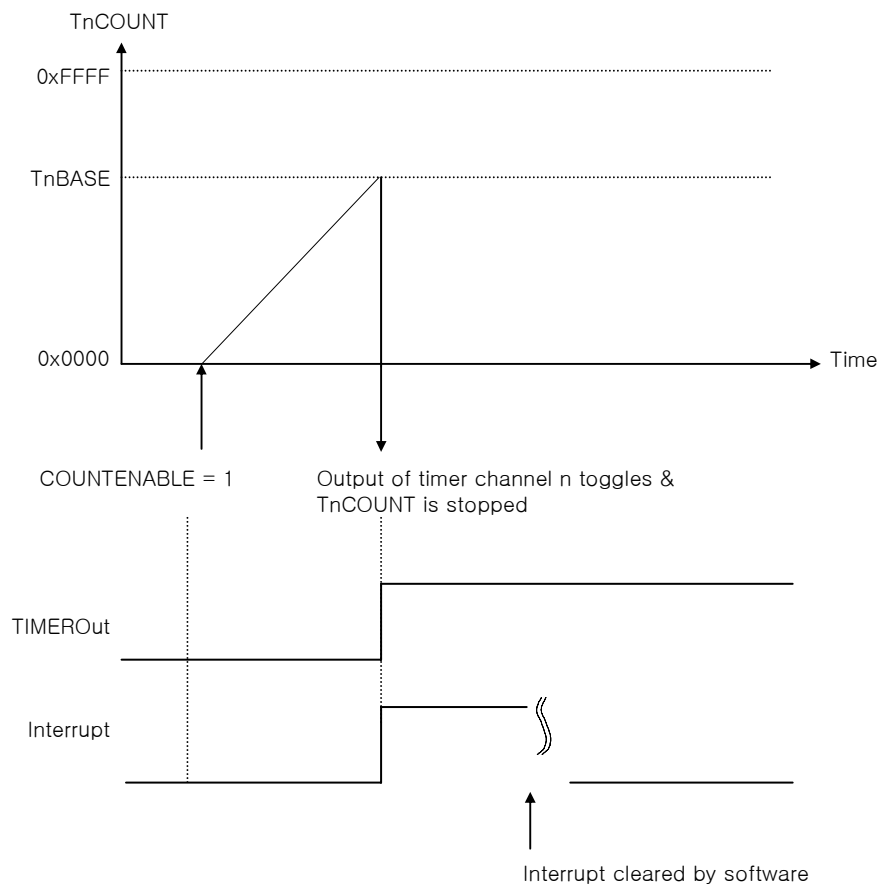 TnCOUNT
0xFFFF
TnBASE
0x0000
Time
COUNTENABLE = 1
Output of timer channel n toggles &
TnCOUNT is stopped
TIMEROut
Interrupt
Interrupt cleared by software